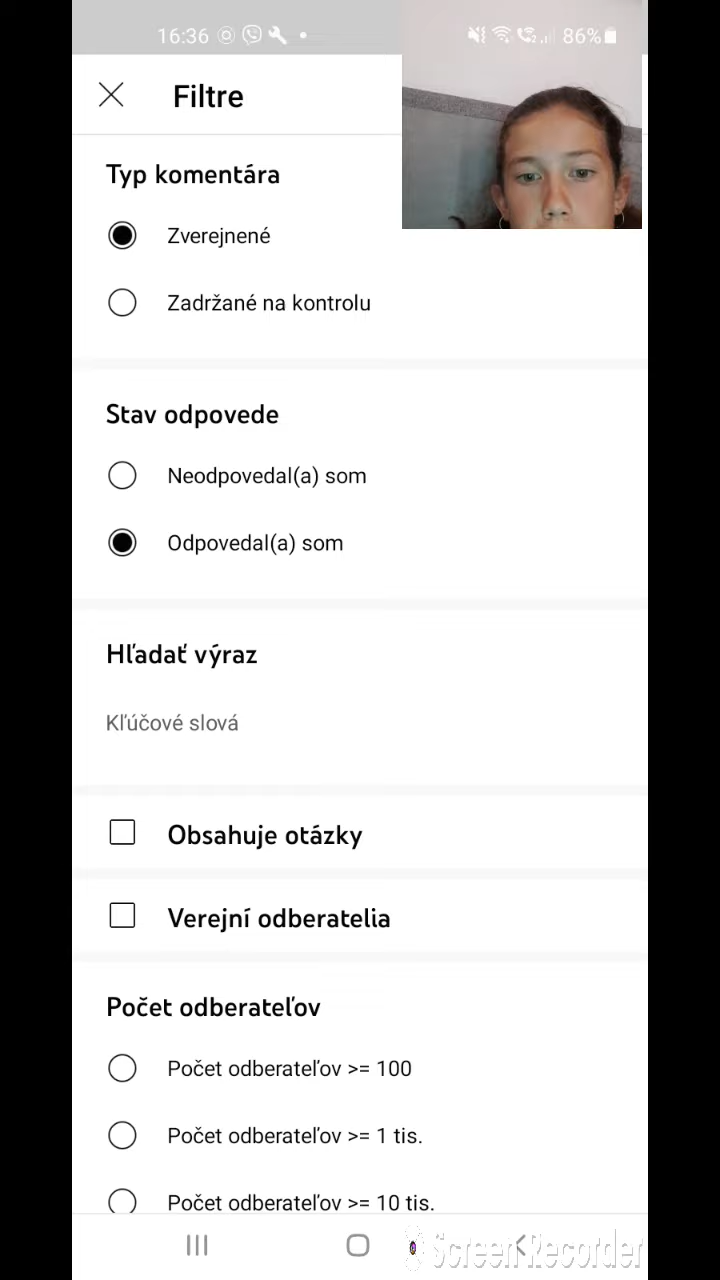 16:36
86%
Filtre
Typ komentára
Zverejnené
Zadržané na kontrolu
Stav odpovede
Neodpovedal(a) som
Odpovedal(a) som
Hľadať výraz
Kľúčové slová
Obsahuje otázky
Verejní odberatelia
Počet odberateľov
Počet odberateľov >= 100
Počet odberateľov >= 1 tis.
Počet odberateľov >= 10 tis.
Screen Recorder